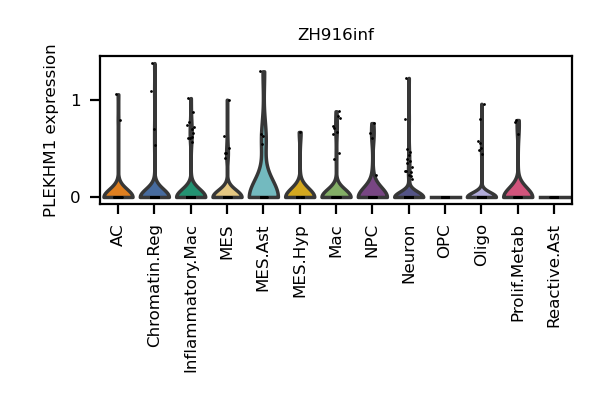 ZH916inf
PLEKHM1 expression
1
0
AC
Chromatin.Reg
Inflammatory.Mac
MES
MES.Ast
MES.Hyp
Mac
NPC
Neuron
OPC
Oligo
Prolif.Metab
Reactive.Ast